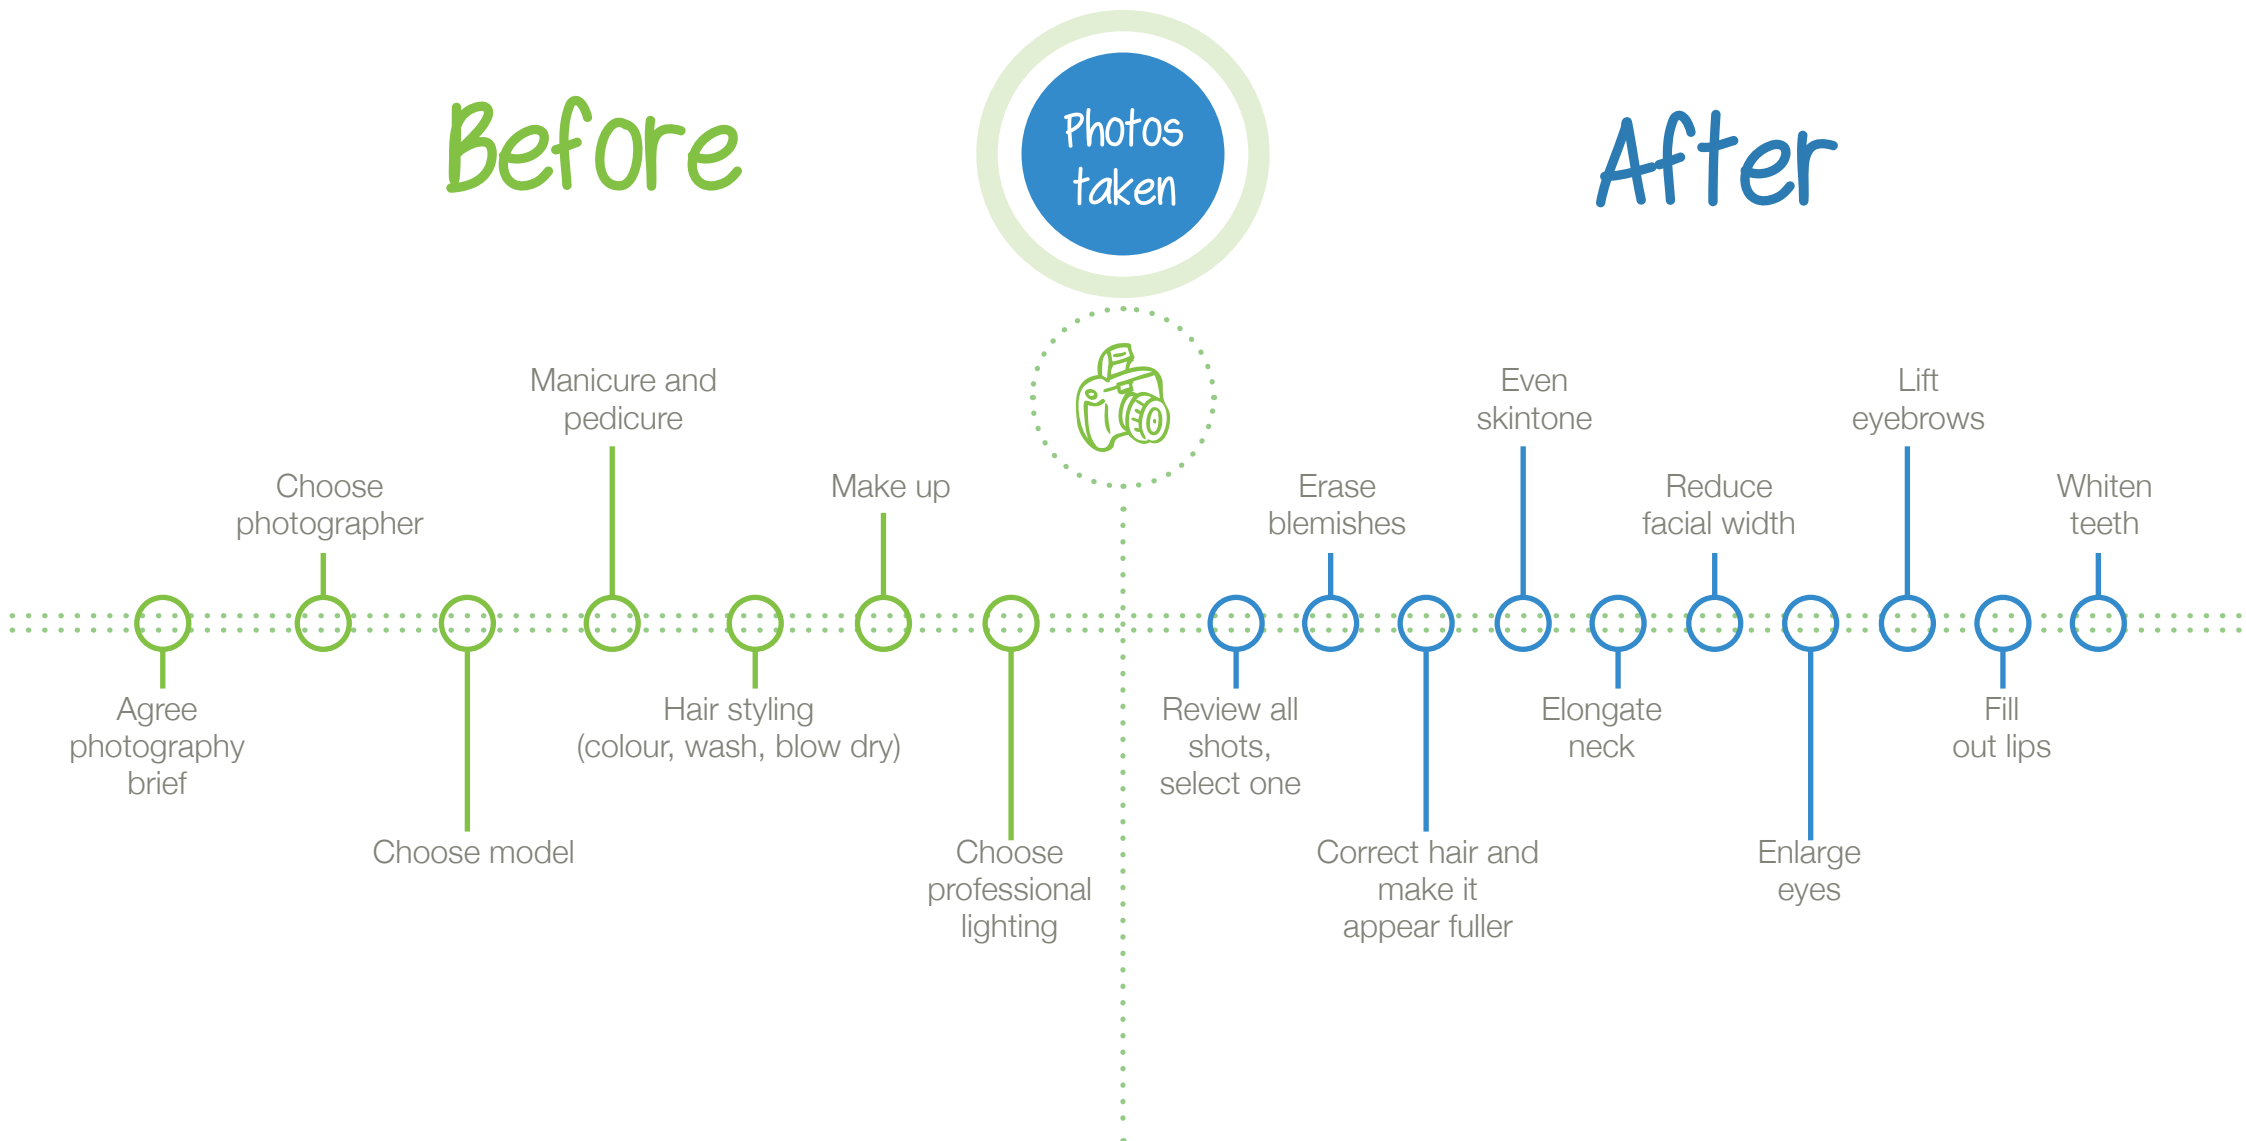 Before
Photos
taken
After
Agree
photography
brief
Choose
photographer
Choose model
Manicure and
pedicure
Hair styling
(colour, wash, blow dry)
Make up
Choose
professional
lighting
Review all
shots,
select one
Erase
blemishes
Correct hair and
make it
appear fuller
Even
skintone
Elongate
neck
Reduce
facial width
Enlarge
eyes
Lift
eyebrows
Fill
out lips
Whiten
teeth